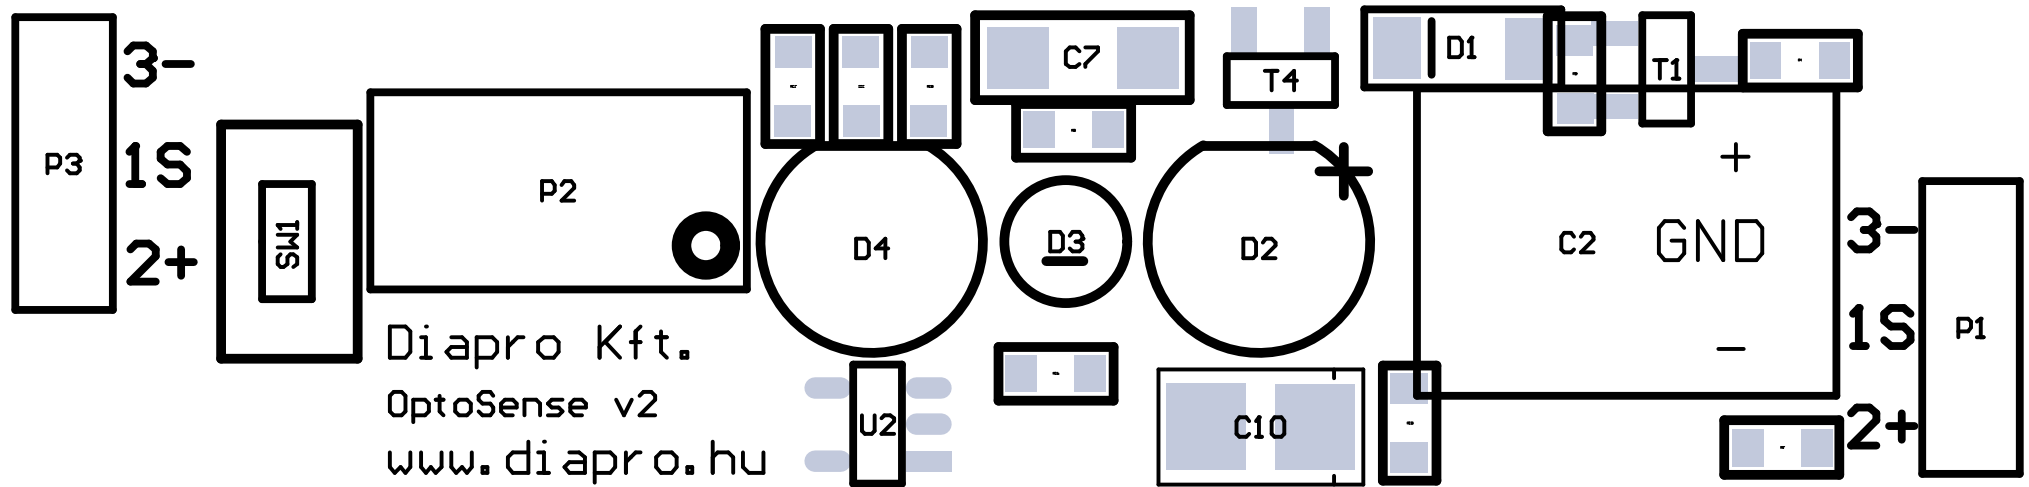 3-
1S
2+
P3
SW1
P2
D4
C7
D3
T4
D2
D1
T1
C2
+
GND
-
3-
1S
2+
P1
U2
C10
Diapro Kft.
OptoSense v2
www.diapro.hu